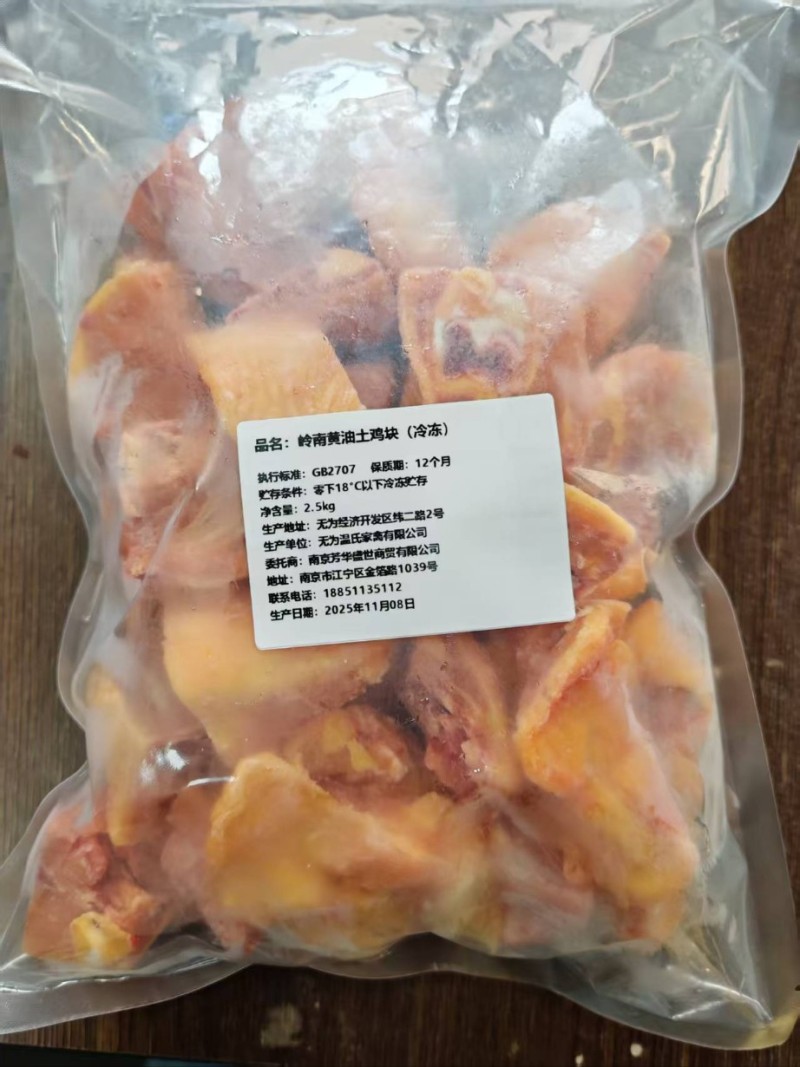 品名：岭南黄油土鸡块（冷冻）
执行标准：GB2707 保质期：12个月
贮存条件：零下18°C以下冷冻贮存
净含量：2.5kg
生产地址：无为经济开发区纬二路2号
生产单位：无为温氏家禽有限公司
委托商：南京芳华盛世商贸有限公司
地址：南京市江宁区金箔路1039号
联系电话：18851135112
生产日期：2025年11月08日